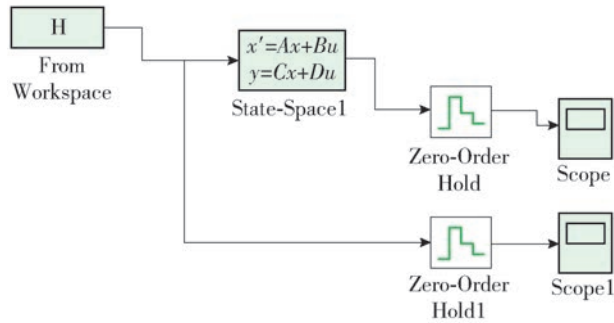 H
From
Workspace
x′=Ax+Bu
y=Cx+Du
State-Space1
Zero-Order
Hold
Scope
Zero-Order
Hold1
Scope1